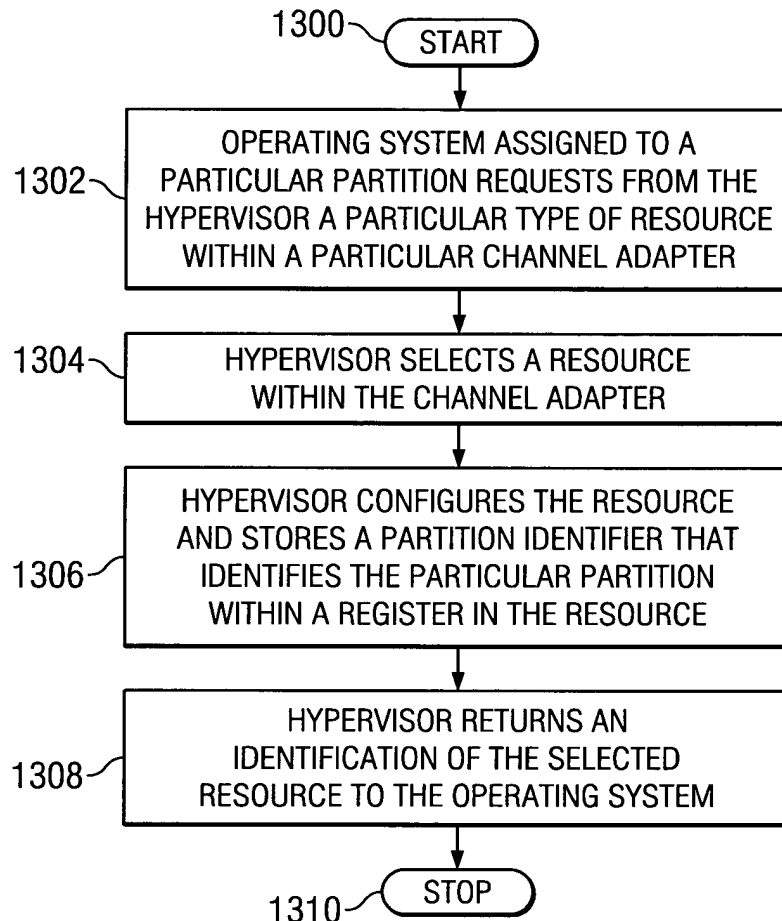 1300
START
1302
OPERATING SYSTEM ASSIGNED TO A
PARTICULAR PARTITION REQUESTS FROM THE
HYPERVISOR A PARTICULAR TYPE OF RESOURCE
WITHIN A PARTICULAR CHANNEL ADAPTER
1304
HYPERVISOR SELECTS A RESOURCE
WITHIN THE CHANNEL ADAPTER
1306
HYPERVISOR CONFIGURES THE RESOURCE
AND STORES A PARTITION IDENTIFIER THAT
IDENTIFIES THE PARTICULAR PARTITION
WITHIN A REGISTER IN THE RESOURCE
1308
HYPERVISOR RETURNS AN
IDENTIFICATION OF THE SELECTED
RESOURCE TO THE OPERATING SYSTEM
1310
STOP